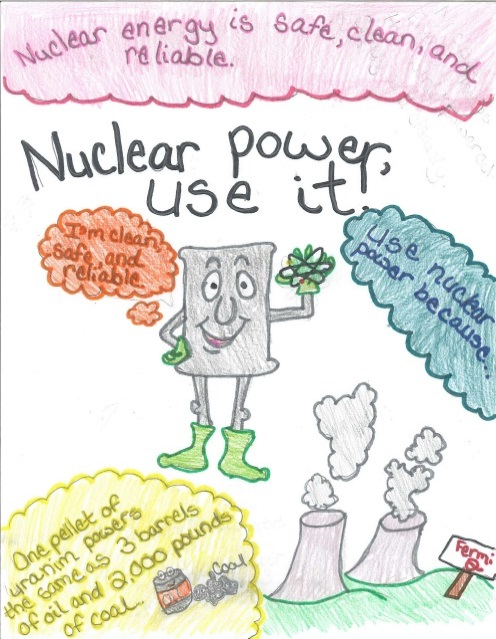 Nuclear energy is safe, clean, and
reliable.
Nuclear power,
use it.
I'm clean,
safe and
reliable
Use nuclear
power because...
One pellet of
uranim powers
the same as 3 barrels
of oil and 2,000 pounds
of coal..
Coal
Fermi
2